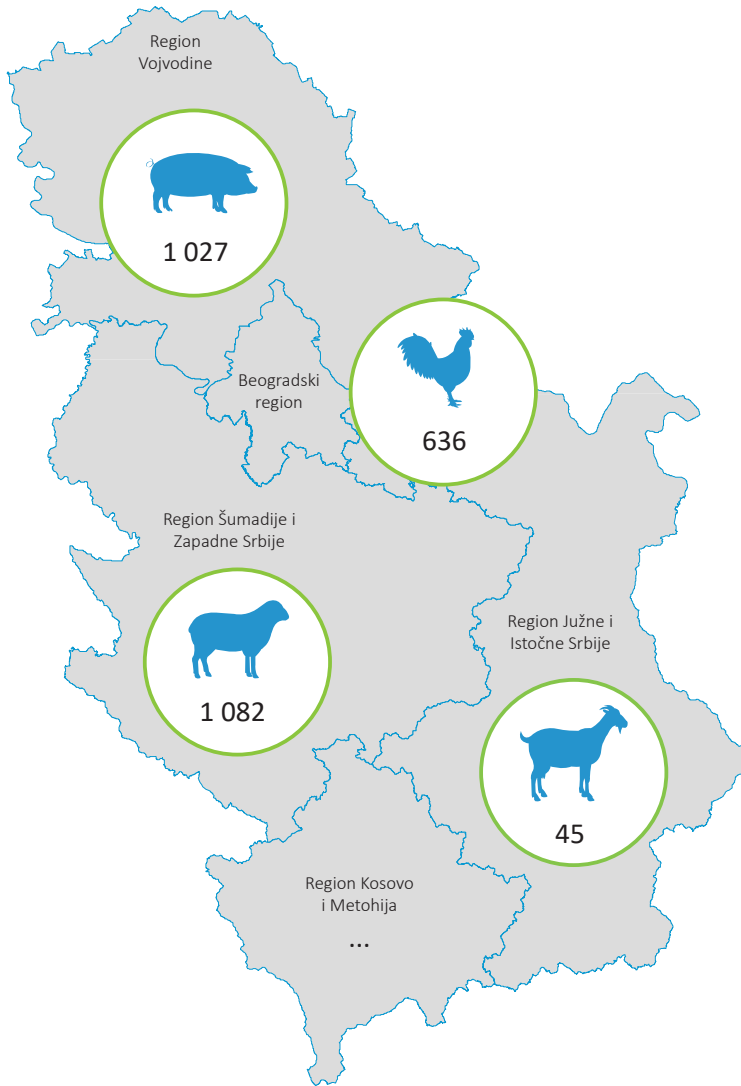 Region
Vojvodine
1 027
Beogradski
region
636
Region Šumadije i
Zapadne Srbije
1 082
Region Južne i
Istočne Srbije
45
Region Kosovo
i Metohija
...